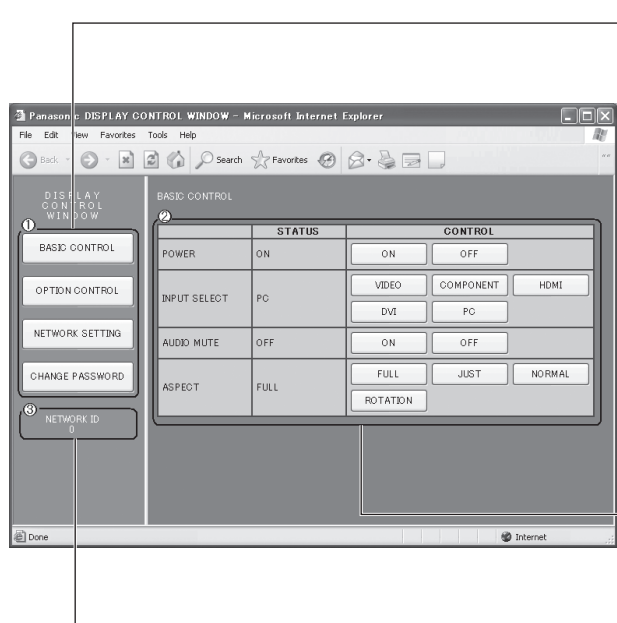 Panasonic DISPLAY CONTROL WINDOW - Microsoft Internet Explorer
File Edit View Favorites Tools Help
Back Search Favorites
DISPLAY
CONTROL
WINDOW
①
BASIC CONTROL
OPTION CONTROL
NETWORK SETTING
CHANGE PASSWORD
③
NETWORK ID
0
BASIC CONTROL
②
STATUS CONTROL
POWER ON ON OFF
INPUT SELECT PC VIDEO COMPONENT HDMI
DVI PC
AUDIO MUTE OFF ON OFF
ASPECT FULL FULL JUST NORMAL
ROTATION
Done Internet